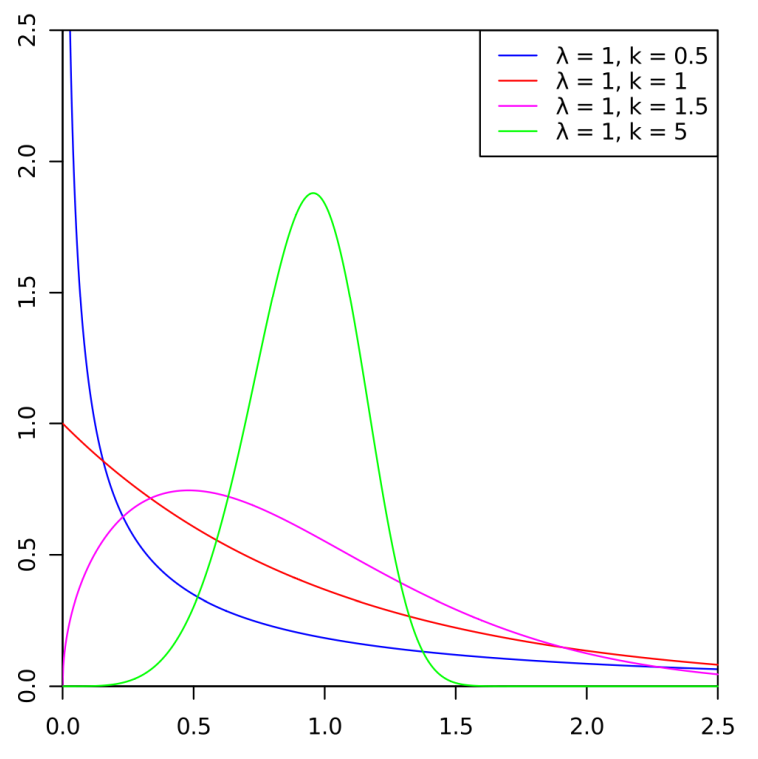 2.5
λ = 1, k = 0.5
λ = 1, k = 1
λ = 1, k = 1.5
λ = 1, k = 5
2.0
1.5
1.0
0.5
0.0
0.0 0.5 1.0 1.5 2.0 2.5